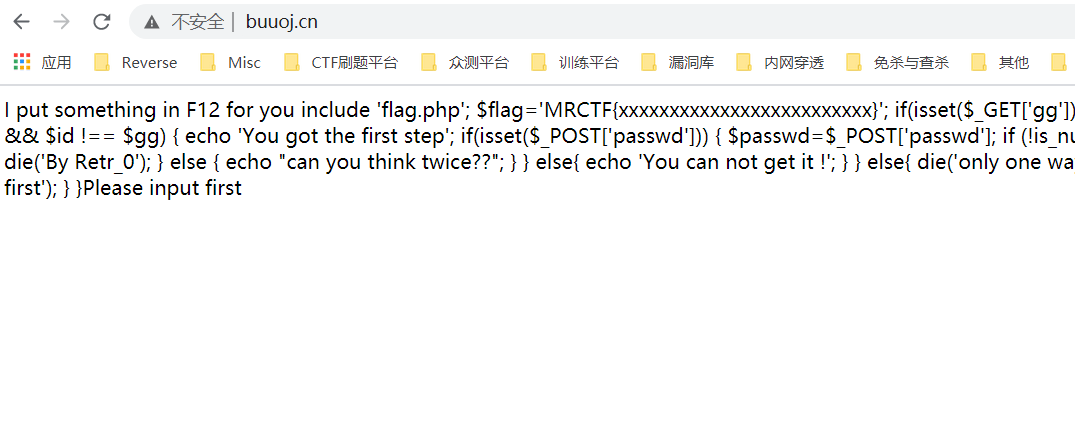 不安全 | buuoj.cn
应用 Reverse Misc CTF刷题平台 众测平台 训练平台 漏洞库 内网穿透 免杀与查杀 其他
I put something in F12 for you include 'flag.php'; $flag='MRCTF{xxxxxxxxxxxxxxxxxxxxxxxxx}'; if(isset($_GET['gg'])
&& $id !== $gg) { echo 'You got the first step'; if(isset($_POST['passwd'])) { $passwd=$_POST['passwd']; if (!is_nu
die('By Retr_0'); } else { echo "can you think twice??"; } } else{ echo 'You can not get it !'; } } else{ die('only one wa
first'); } }Please input first